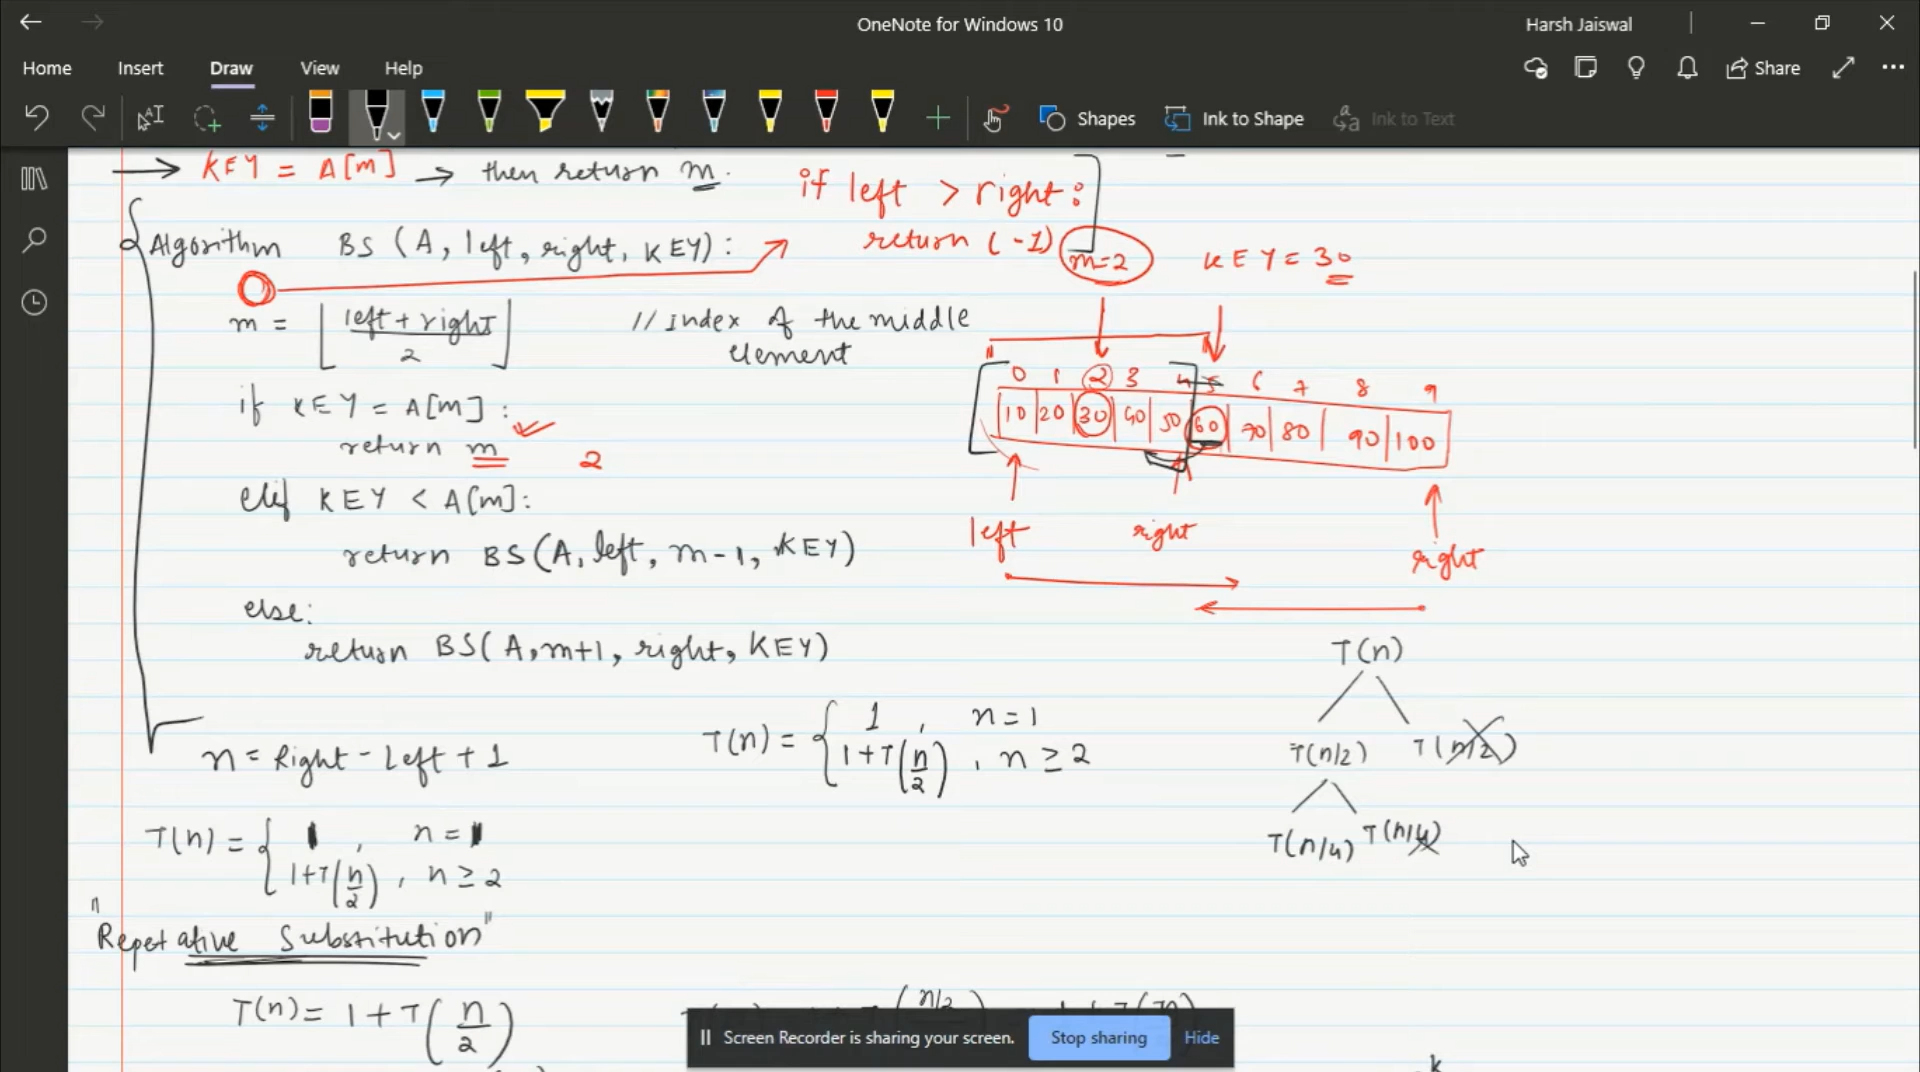 OneNote for Windows 10
Harsh Jaiswal
Home Insert Draw View Help
Share
Shapes Ink to Shape Ink to Text
→ KEY = A[m] → then return m.
if left > right:
return (-1)
Algorithm BS (A, left, right, KEY):
m = ⌊(left + right)/2⌋ // Index of the middle
element
if KEY = A[m]:
return m 2
elif KEY < A[m]:
return BS(A, left, m-1, KEY)
else:
return BS(A, m+1, right, KEY)
m=2 KEY = 30
0 1 2 3 4 5 6 7 8 9
10 20 30 40 50 60 70 80 90 100
left right right
n = Right - Left + 1
T(n) = { 1 , n = 1
1+T(n/2) , n ≥ 2
T(n)
T(n/2) T(n/2)
T(n/4) T(n/4)
T(n) = { 1 , n = 1
1+T(n/2) , n ≥ 2
"Repetative Substitution"
T(n) = 1 + T(n/2)
Screen Recorder is sharing your screen. Stop sharing Hide
k